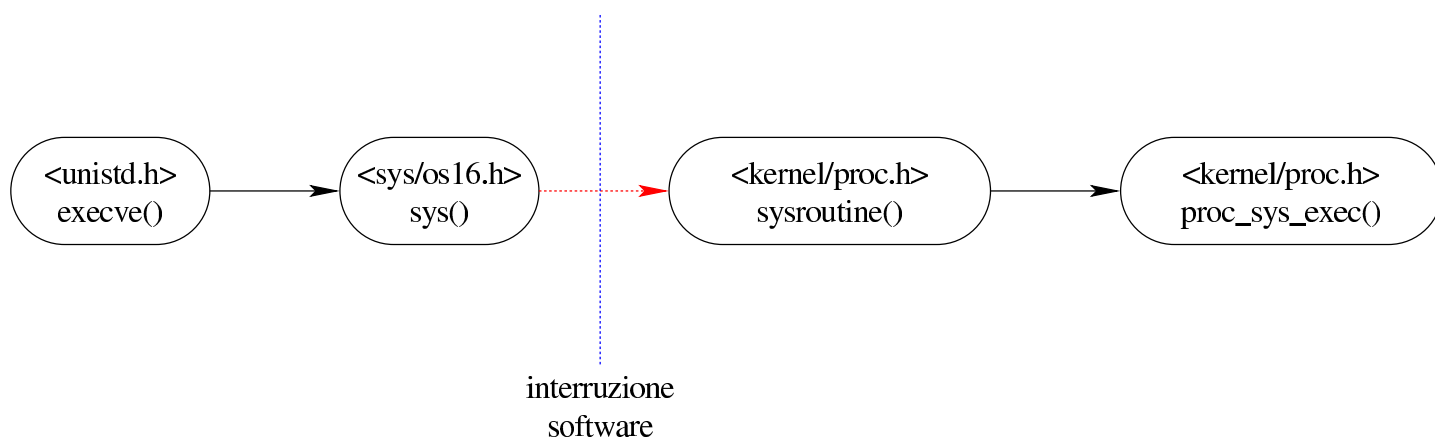 <unistd.h>
execve()
<sys/os16.h>
sys()
<kernel/proc.h>
sysroutine()
<kernel/proc.h>
proc_sys_exec()
interruzione
software